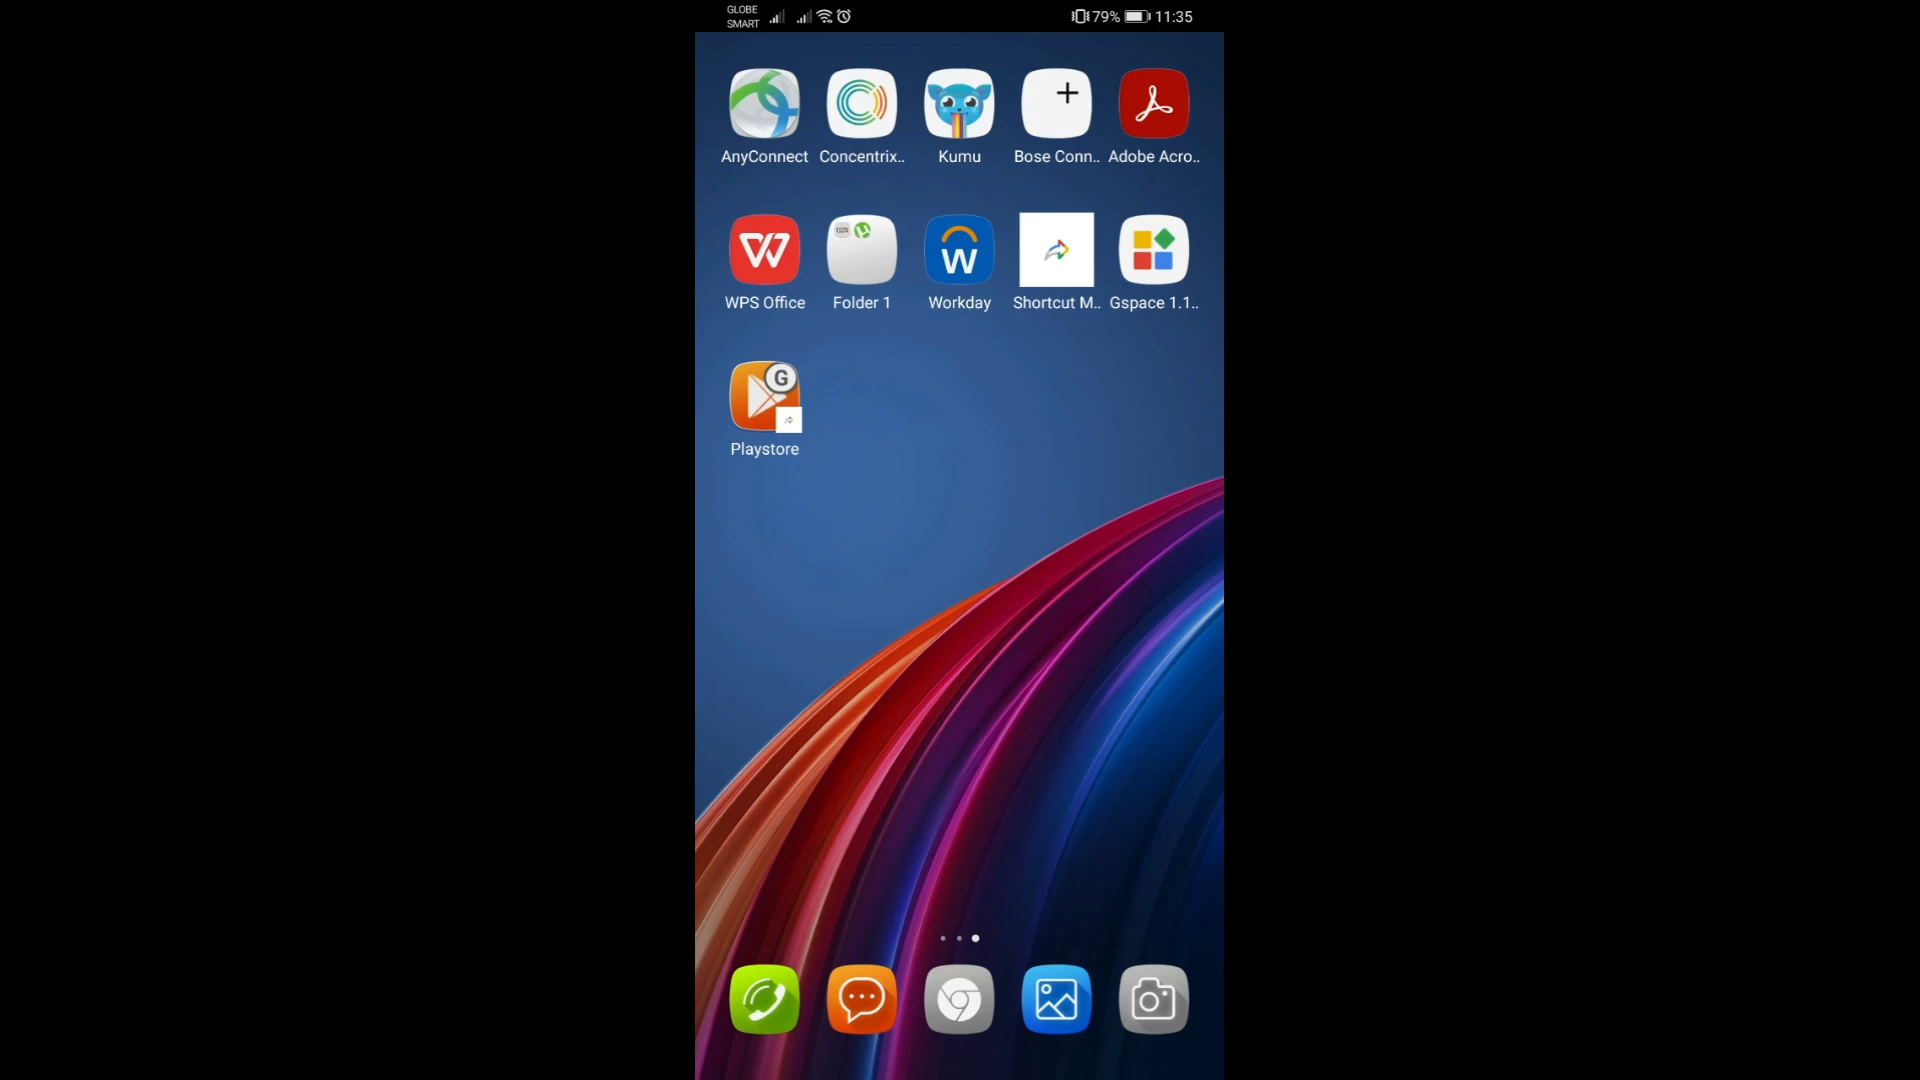 GLOBE
SMART
79% 11:35
AnyConnect Concentrix.. Kumu Bose Conn.. Adobe Acro..
WPS Office Folder 1 Workday Shortcut M.. Gspace 1.1..
G
Playstore